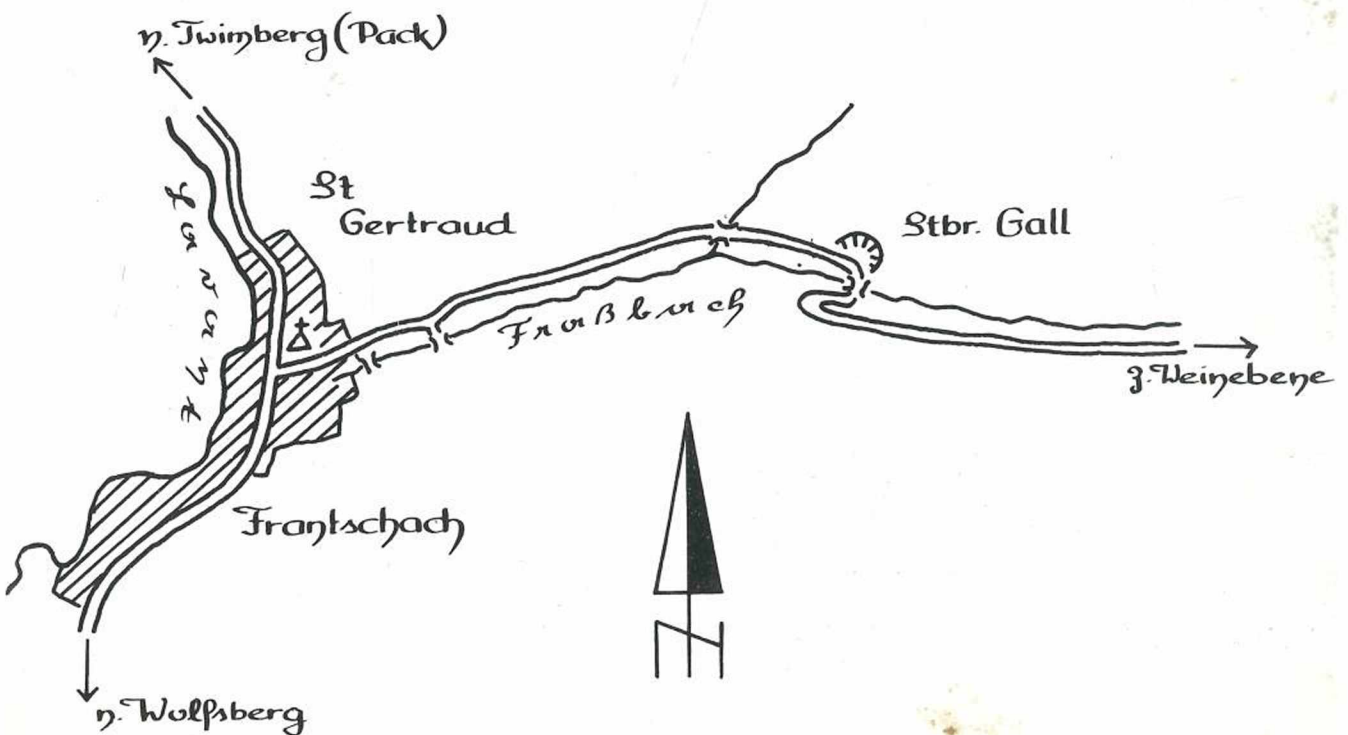 n. Twimberg (Pack)
St
Gertraud
Stbr. Gall
Lavant
Fraßbach
z. Weinebene
Frantschach
N
n. Wolfsberg